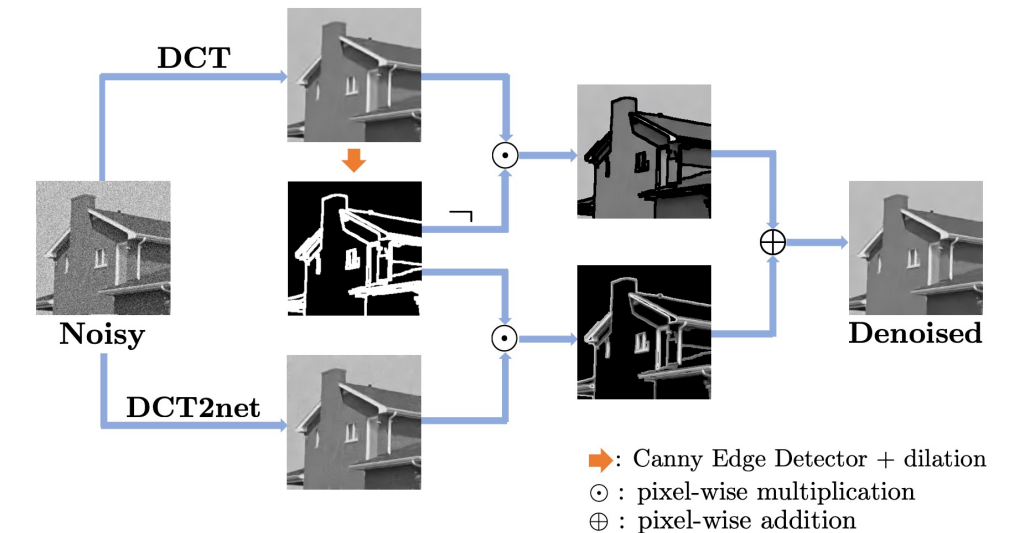 DCT
¬
Noisy
Denoised
DCT2net
: Canny Edge Detector + dilation
⊙ : pixel-wise multiplication
⊕ : pixel-wise addition